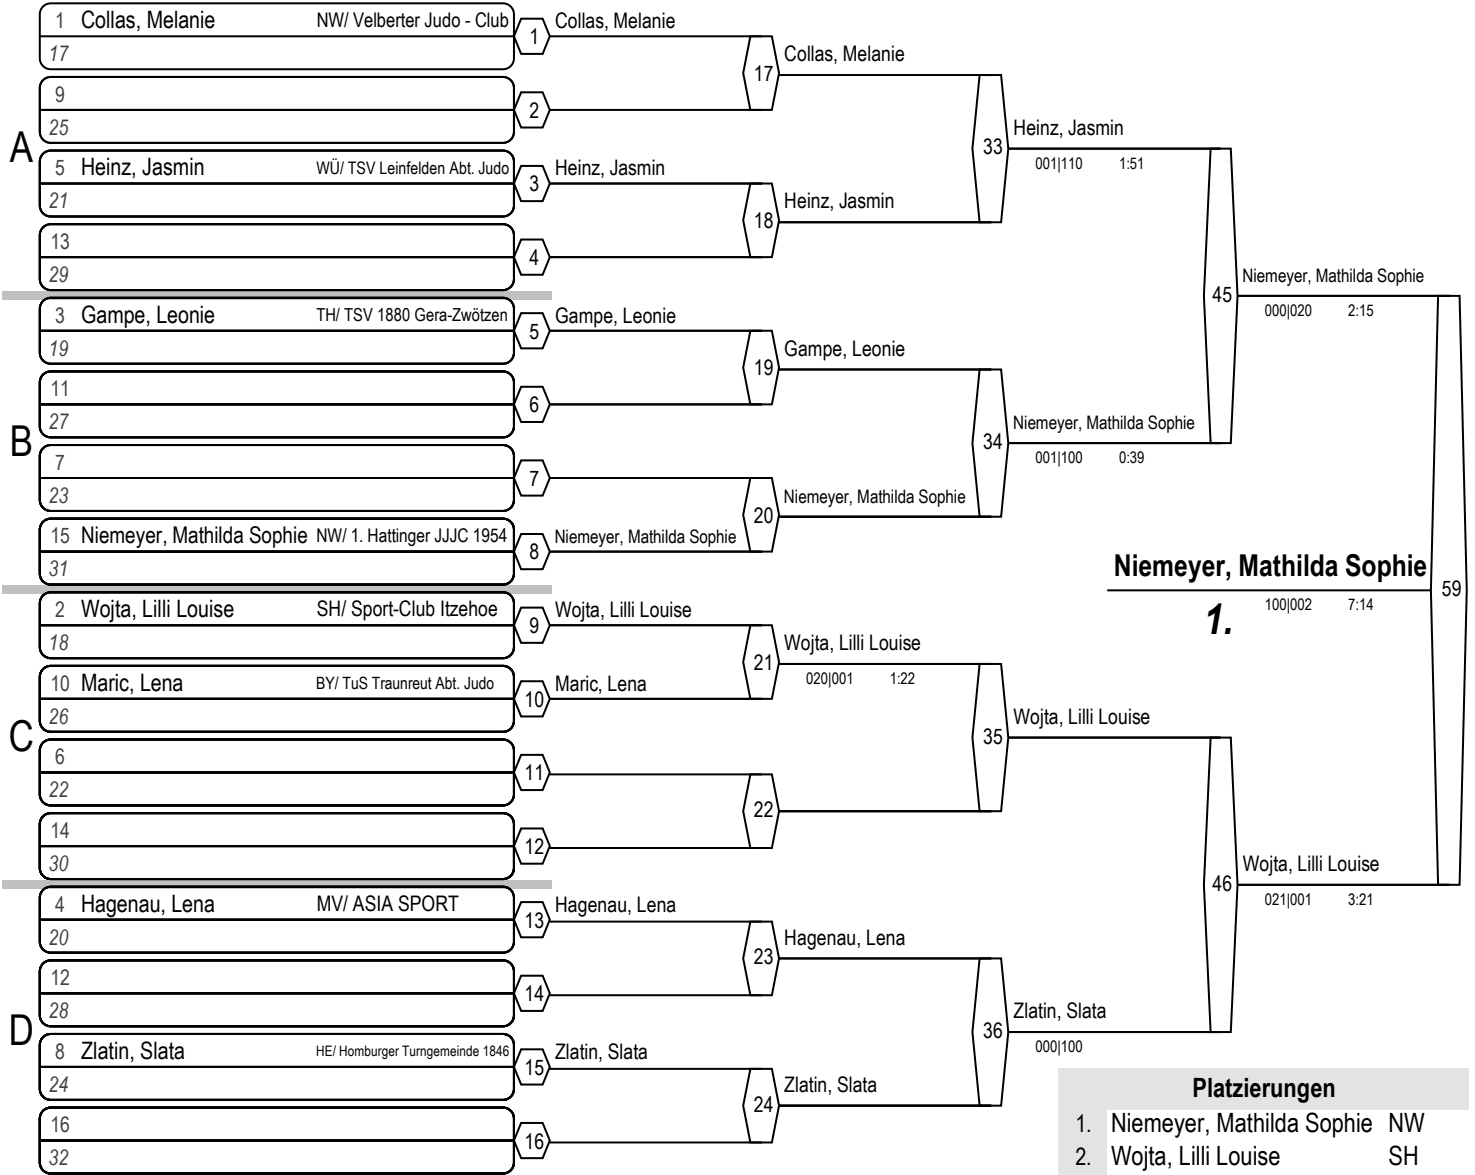 1 Collas, Melanie NW/ Velberter Judo - Club
17
1
Collas, Melanie
9
25
2
17
Collas, Melanie
A
5 Heinz, Jasmin WÜ/ TSV Leinfelden Abt. Judo
21
3
Heinz, Jasmin
13
29
4
18
Heinz, Jasmin
33
Heinz, Jasmin
001|110 1:51
3 Gampe, Leonie TH/ TSV 1880 Gera-Zwötzen
19
5
Gampe, Leonie
11
27
6
19
Gampe, Leonie
B
7
23
7
15 Niemeyer, Mathilda Sophie NW/ 1. Hattinger JJJC 1954
31
8
Niemeyer, Mathilda Sophie
20
Niemeyer, Mathilda Sophie
34
Niemeyer, Mathilda Sophie
001|100 0:39
45
Niemeyer, Mathilda Sophie
000|020 2:15
2 Wojta, Lilli Louise SH/ Sport-Club Itzehoe
18
9
Wojta, Lilli Louise
10 Maric, Lena BY/ TuS Traunreut Abt. Judo
26
10
Maric, Lena
21
Wojta, Lilli Louise
020|001 1:22
C
6
22
11
14
30
12
22
35
Wojta, Lilli Louise
4 Hagenau, Lena MV/ ASIA SPORT
20
13
Hagenau, Lena
12
28
14
23
Hagenau, Lena
D
8 Zlatin, Slata HE/ Homburger Turngemeinde 1846
24
15
Zlatin, Slata
16
32
16
24
Zlatin, Slata
36
Zlatin, Slata
000|100
46
Wojta, Lilli Louise
021|001 3:21
59
Niemeyer, Mathilda Sophie
1. 100|002 7:14
Platzierungen
1. Niemeyer, Mathilda Sophie NW
2. Wojta, Lilli Louise SH